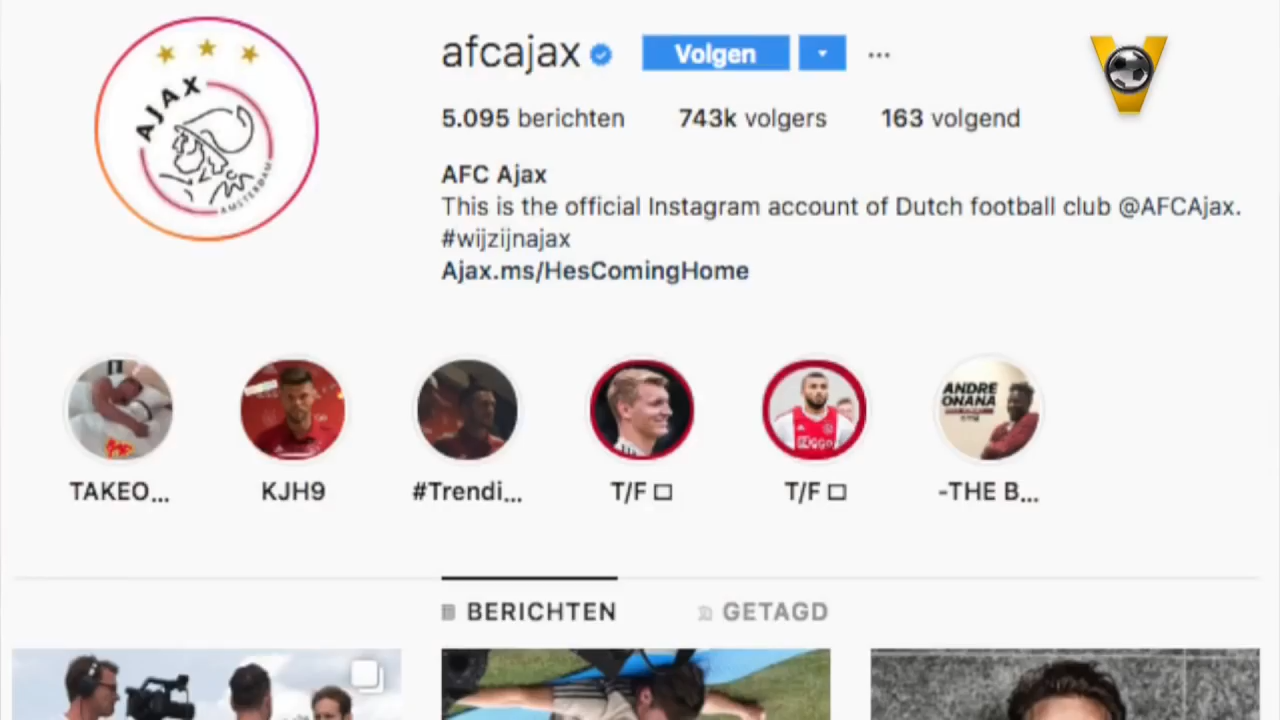 AJAX
AMSTERDAM
afcajax
Volgen
5.095 berichten 743k volgers 163 volgend
AFC Ajax
This is the official Instagram account of Dutch football club @AFCAjax.
#wijzijnajax
Ajax.ms/HesComingHome
ANDRE
ONANA
Ziggo
TAKEO... KJH9 #Trendi... T/F T/F -THE B...
BERICHTEN GETAGD